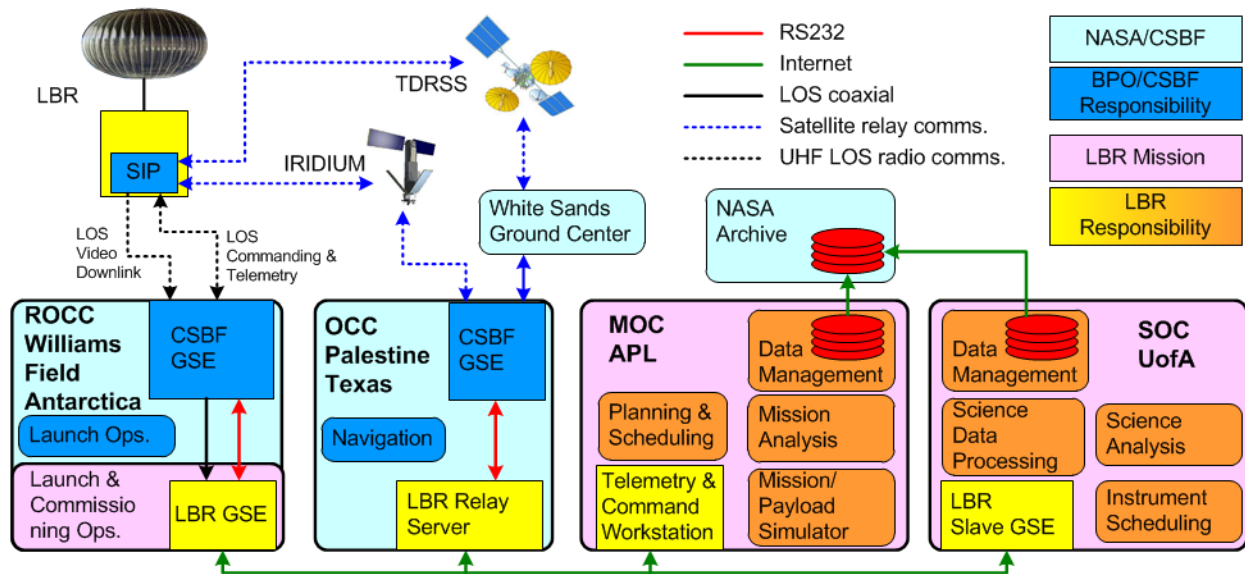 LBR
SIP
TDRSS
IRIDIUM
RS232
Internet
LOS coaxial
Satellite relay comms.
UHF LOS radio comms.
NASA/CSBF
BPO/CSBF
Responsibility
LBR Mission
LBR
Responsibility
LOS
Video
Downlink
LOS
Commanding &
Telemetry
White Sands
Ground Center
NASA
Archive
ROCC
Williams
Field
Antarctica
CSBF
GSE
Launch Ops.
Launch &
Commissio
ning Ops.
LBR GSE
OCC
Palestine
Texas
CSBF
GSE
Navigation
LBR Relay
Server
MOC
APL
Data
Management
Planning &
Scheduling
Mission
Analysis
Telemetry &
Command
Workstation
Mission/
Payload
Simulator
SOC
UofA
Data
Management
Science
Data
Processing
Science
Analysis
LBR
Slave GSE
Instrument
Scheduling